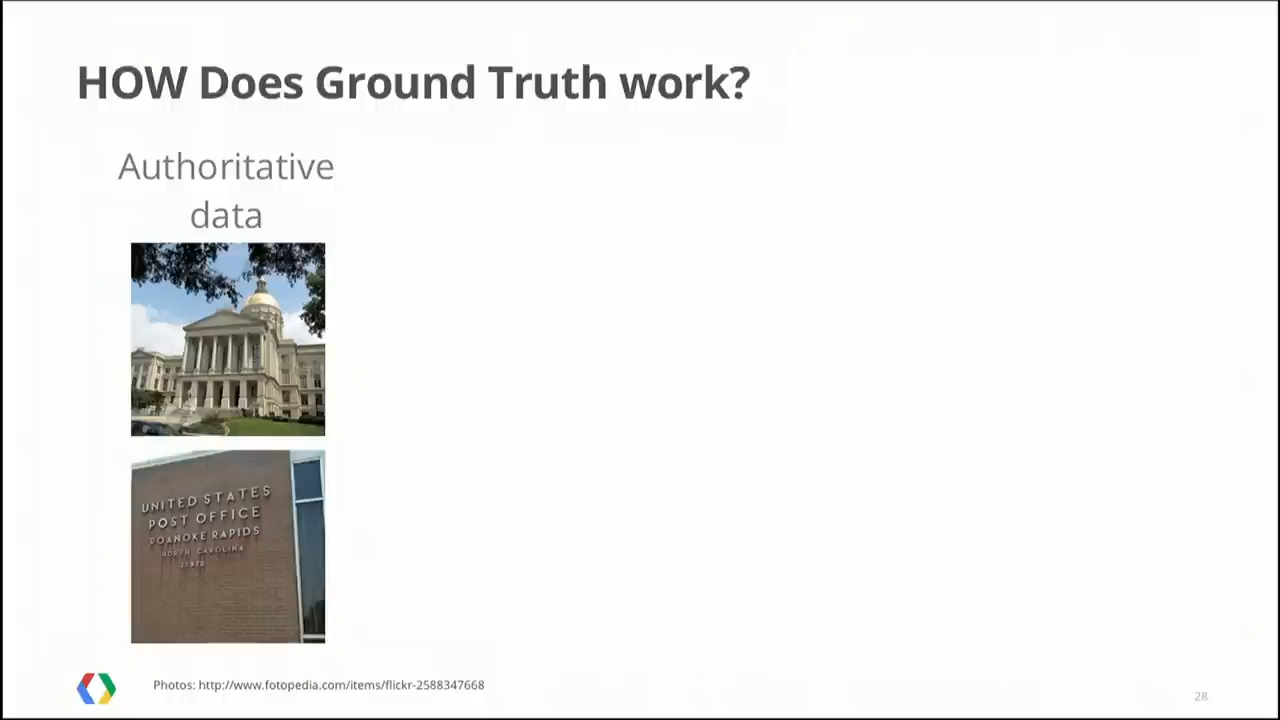 HOW Does Ground Truth work?
Authoritative
data
UNITED STATES
POST OFFICE
ROANOKE RAPIDS
NORTH CAROLINA
27870
Photos: http://www.fotopedia.com/items/flickr-2588347668
28